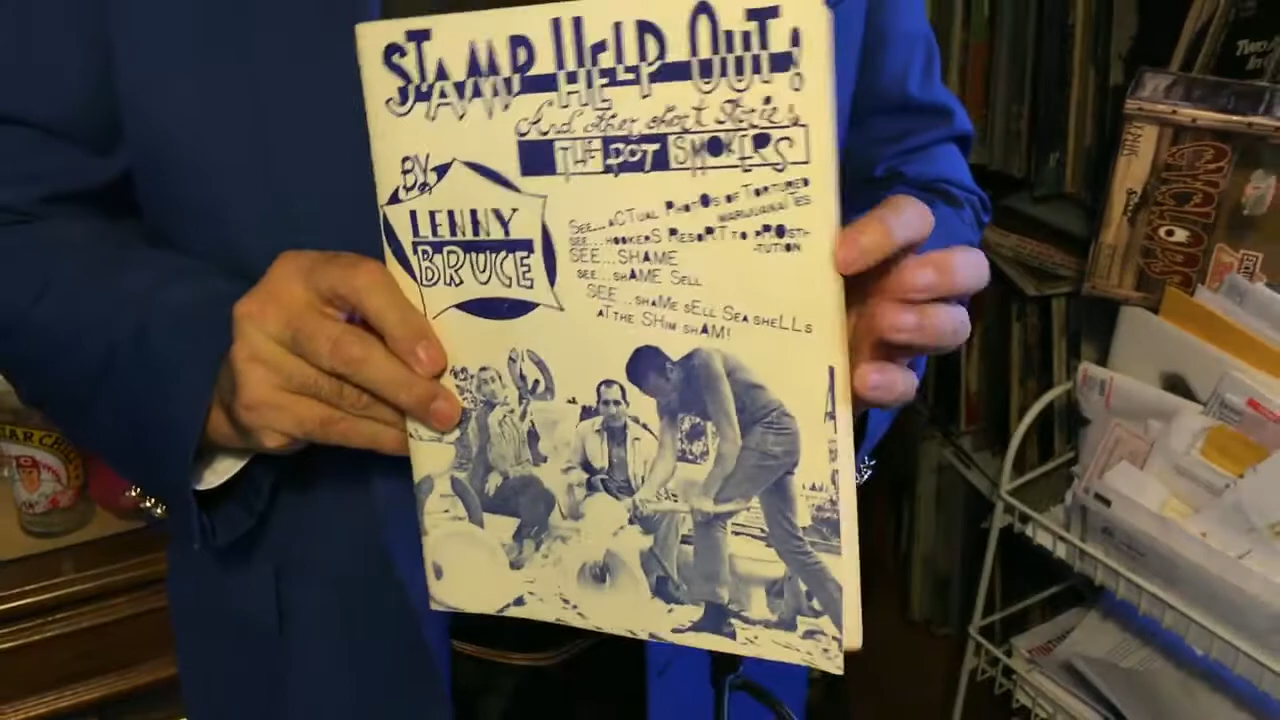 STAMP HELP OUT!
And other short stories
THE POT SMOKERS
BY
LENNY
BRUCE
SEE...ACTUAL PHOTOS OF TORTURED
MARIJUANAITES
SEE...HOOKERS RESORT TO PROSTI-
-TUTION
SEE...SHAME
SEE...SHAME SELL
SEE...SHAME SELL SEA SHELLS
AT THE SHIM SHAM!
CYCLOPS